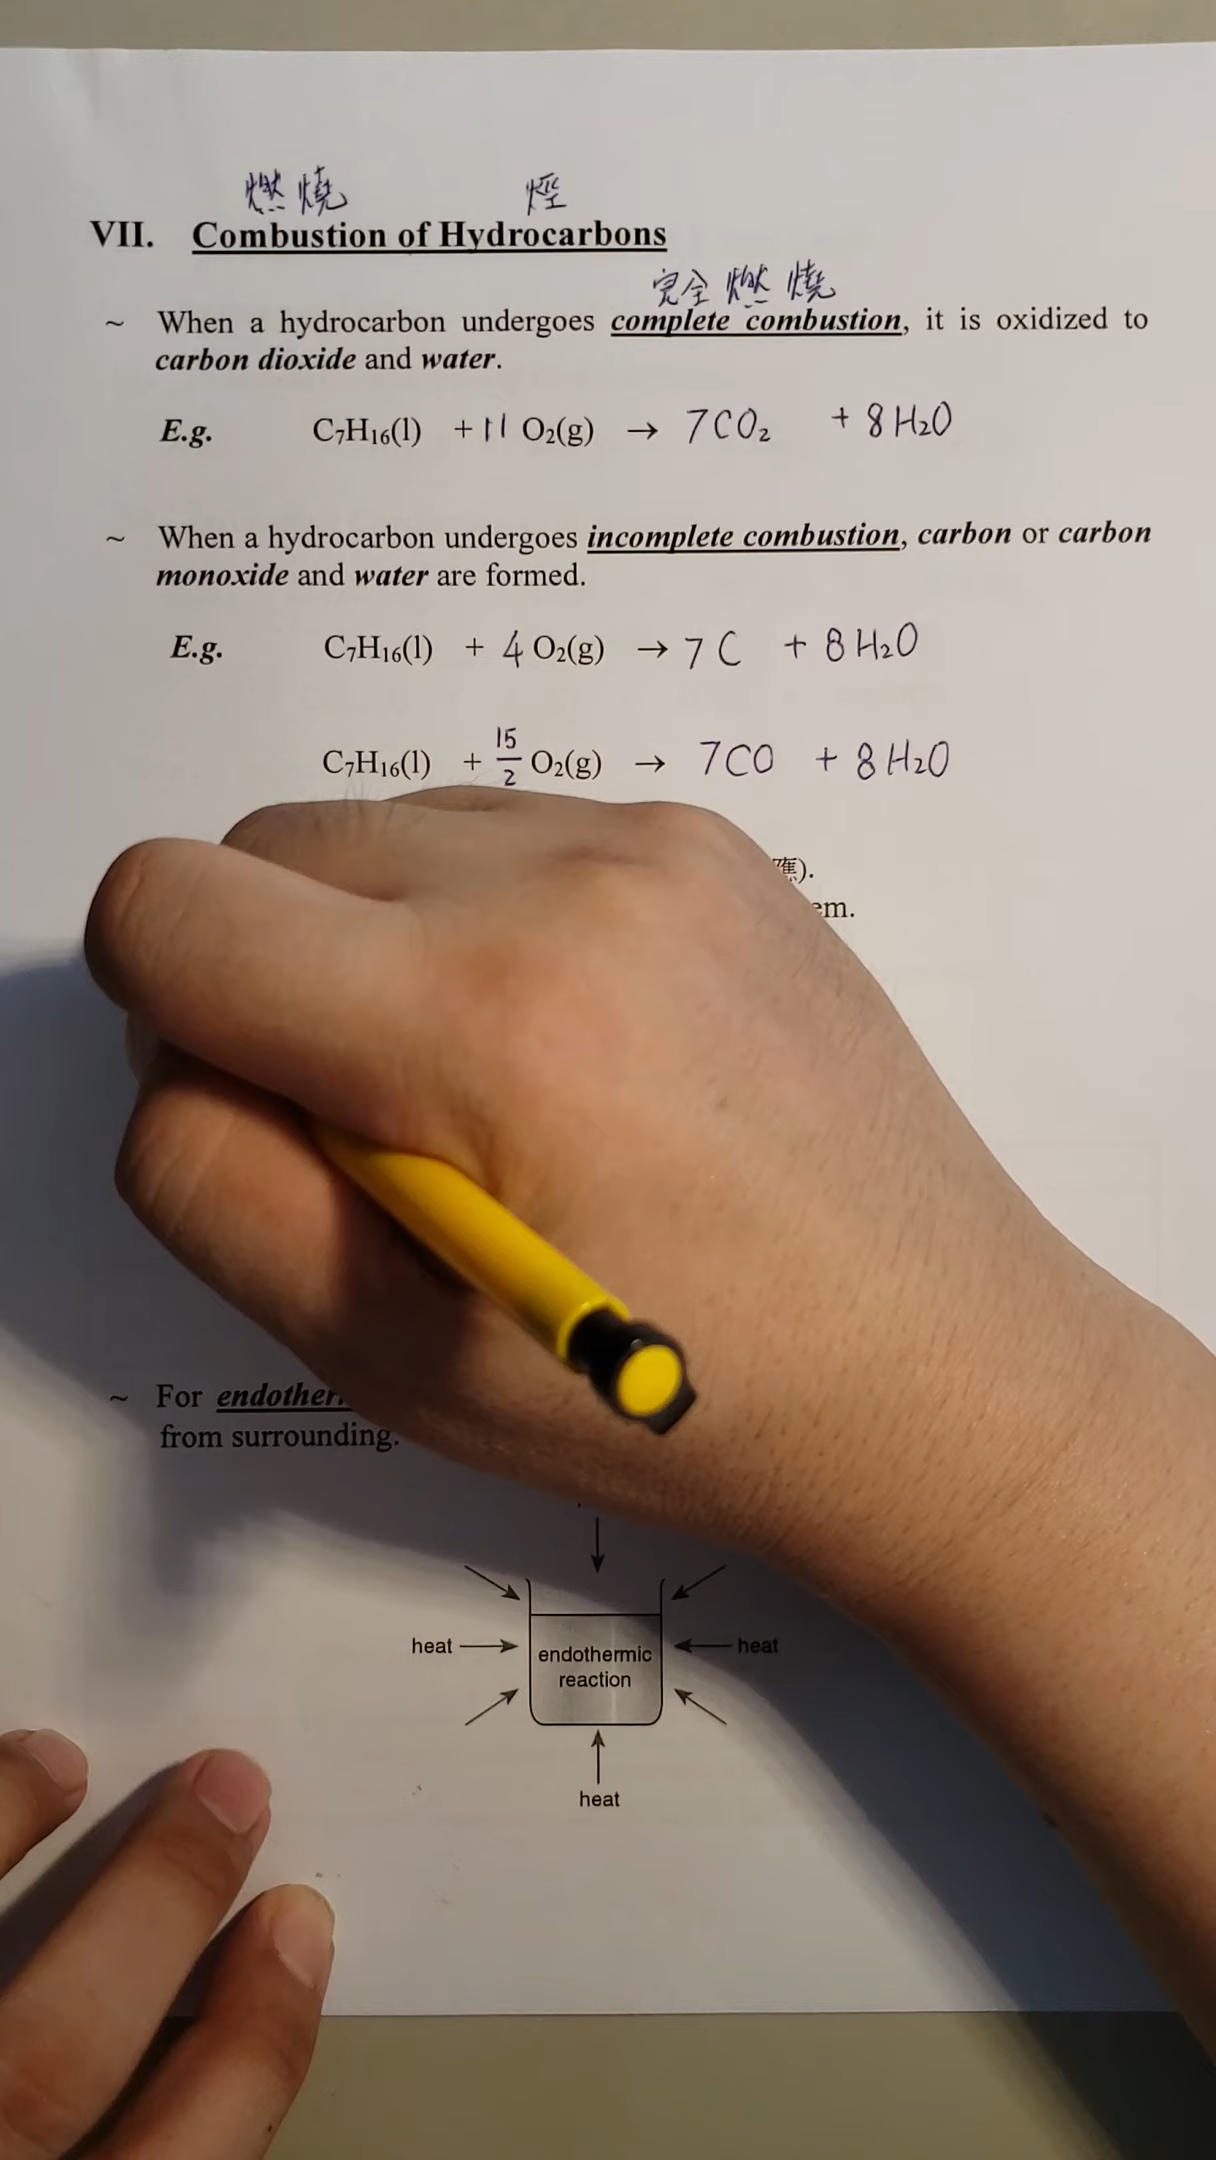 燃燒 烴
VII. Combustion of Hydrocarbons
完全燃燒
~ When a hydrocarbon undergoes complete combustion, it is oxidized to
carbon dioxide and water.
E.g. C₇H₁₆(l) + 11 O₂(g) → 7CO₂ + 8H₂O
~ When a hydrocarbon undergoes incomplete combustion, carbon or carbon
monoxide and water are formed.
E.g. C₇H₁₆(l) + 4 O₂(g) → 7C + 8H₂O
C₇H₁₆(l) + 15/2 O₂(g) → 7CO + 8H₂O
應).
em.
~ For endother
from surrounding.
heat endothermic heat
reaction
heat